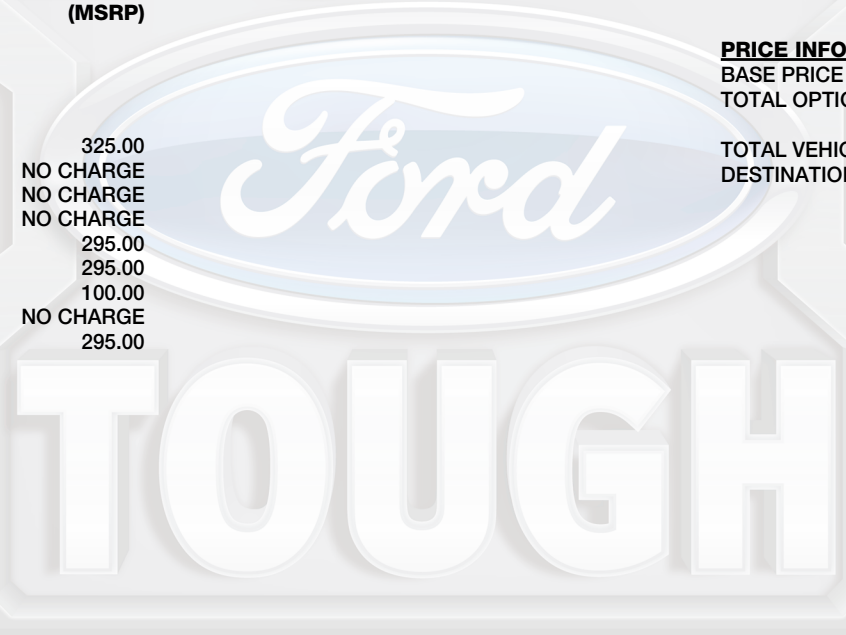 (MSRP)
325.00
NO CHARGE
NO CHARGE
NO CHARGE
295.00
295.00
100.00
NO CHARGE
295.00
PRICE INFO
BASE PRICE
TOTAL OPTIO
TOTAL VEHIC
DESTINATION
Ford
TOUGH